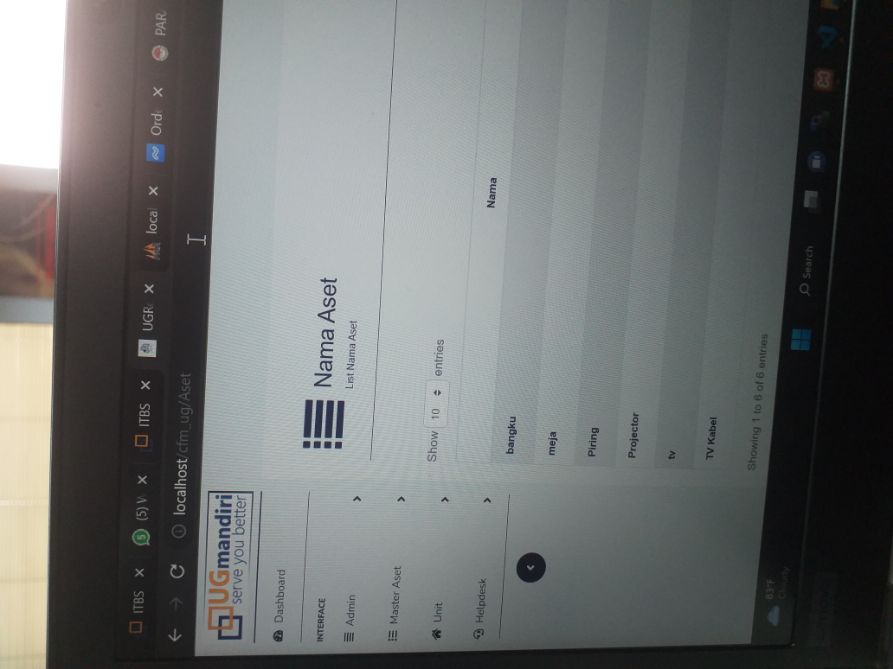 ITBS
(5) W
ITBS
UGR
local
Ord
PAR
localhost/cfm_ug/Aset
UGmandiri
serve you better
Dashboard
INTERFACE
Admin
Master Aset
Unit
Helpdesk
Nama Aset
List Nama Aset
Show 10 entries
Nama
bangku
meja
Piring
Projector
tv
TV Kabel
Showing 1 to 6 of 6 entries
83°F
Cloudy
Search